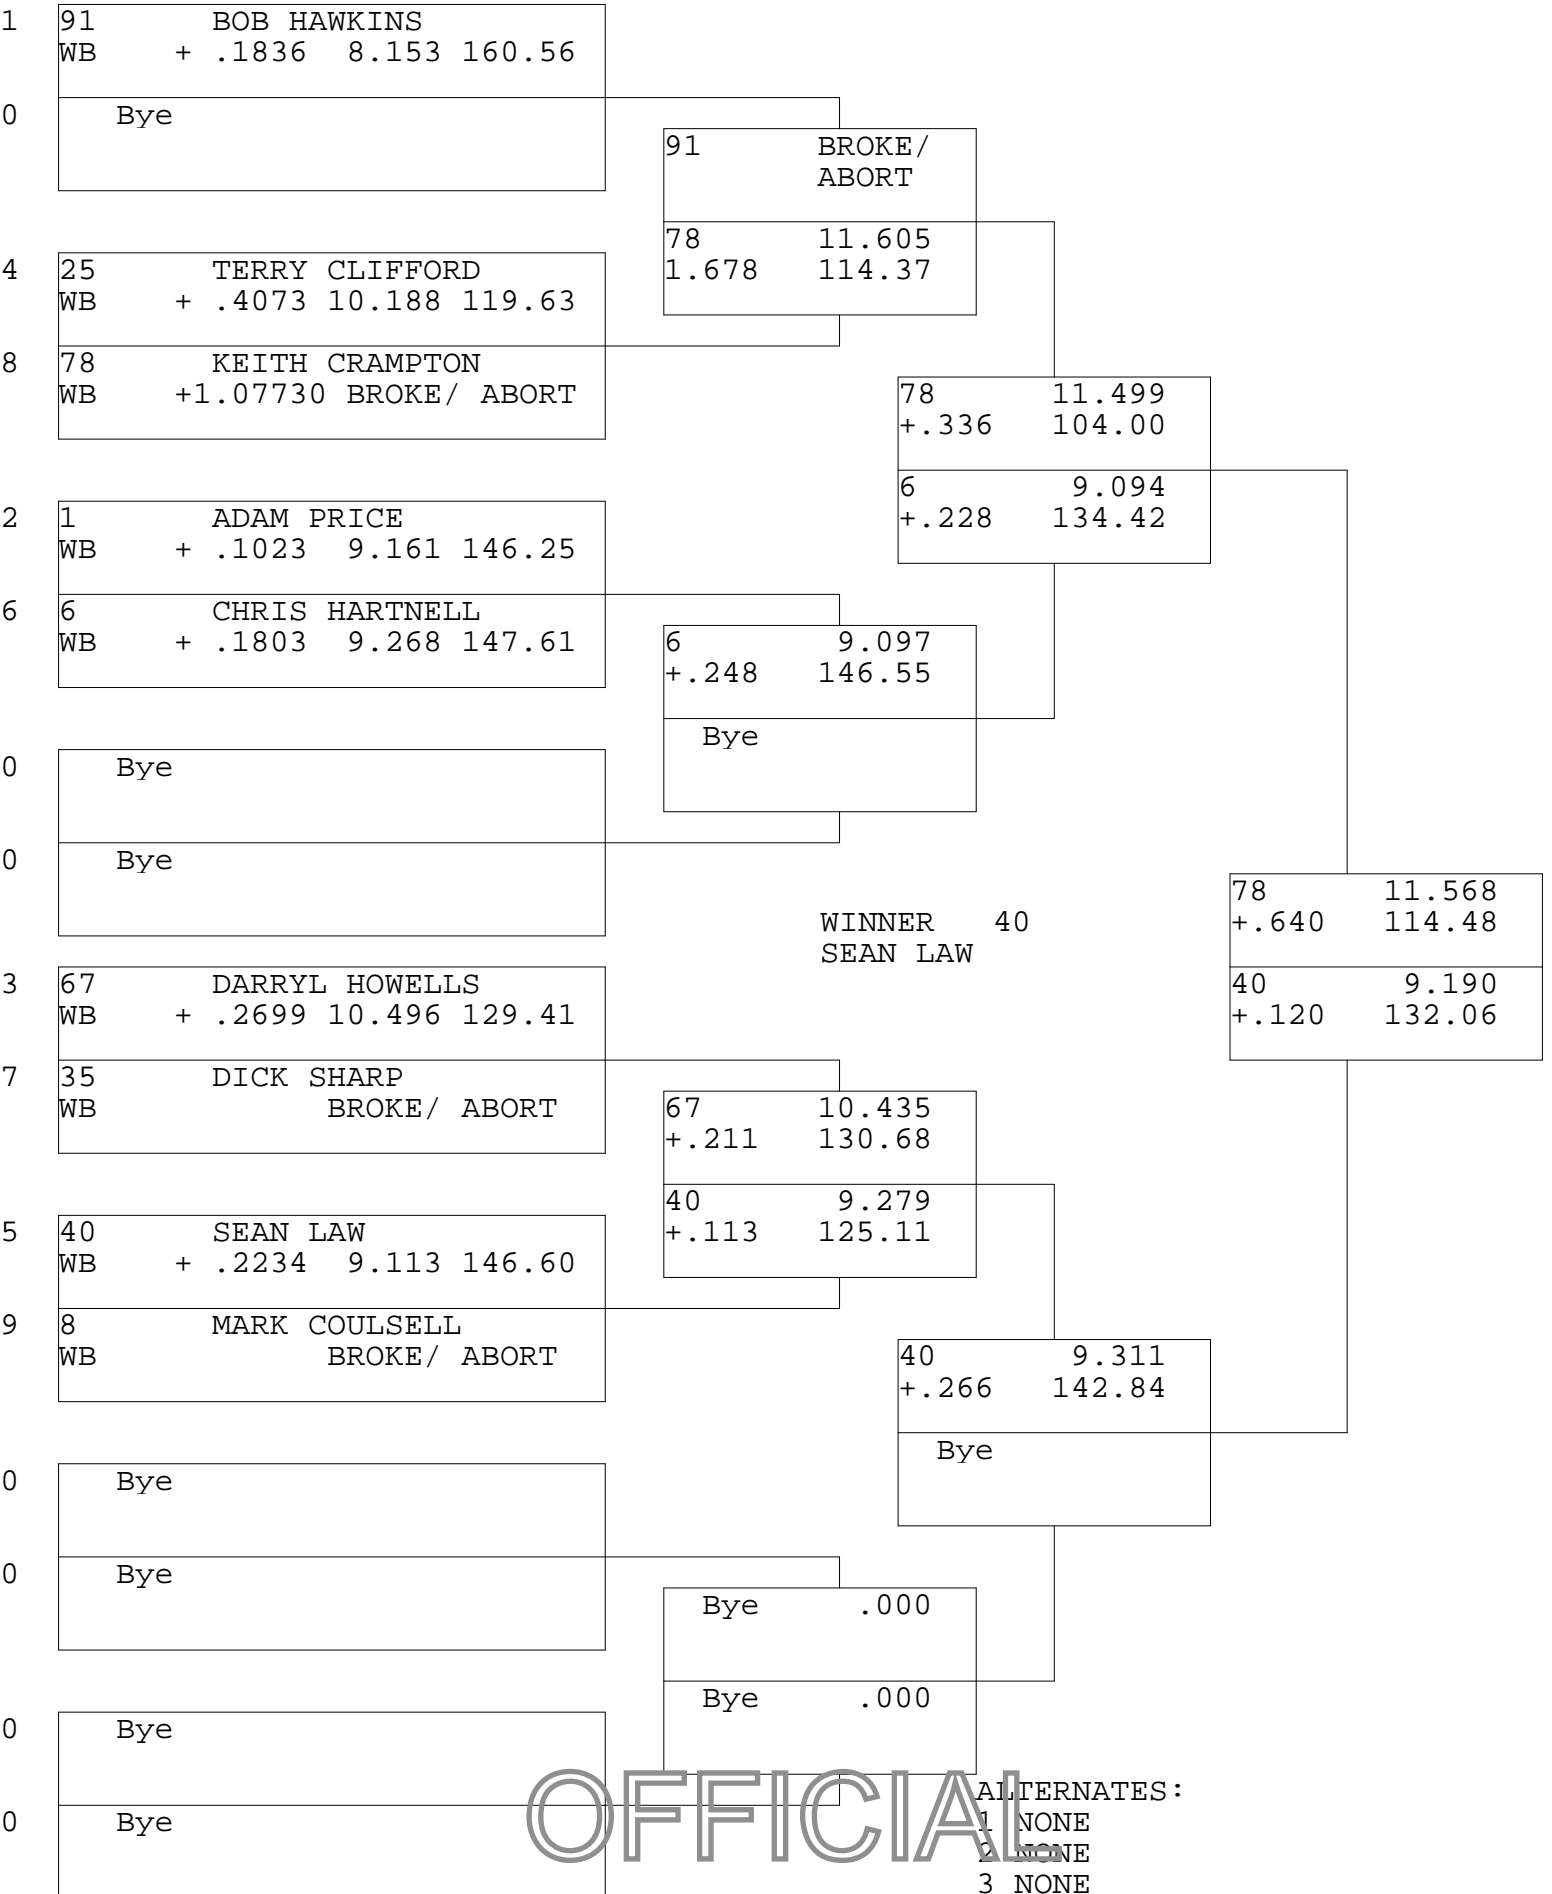 1 91 BOB HAWKINS
WB + .1836 8.153 160.56
0 Bye
91 BROKE/
ABORT
78 11.605
1.678 114.37
4 25 TERRY CLIFFORD
WB + .4073 10.188 119.63
8 78 KEITH CRAMPTON
WB +1.07730 BROKE/ ABORT
78 11.499
+.336 104.00
6 9.094
+.228 134.42
2 1 ADAM PRICE
WB + .1023 9.161 146.25
6 6 CHRIS HARTNELL
WB + .1803 9.268 147.61
6 9.097
+.248 146.55
Bye
0 Bye
0 Bye
78 11.568
+.640 114.48
40 9.190
+.120 132.06
WINNER 40
SEAN LAW
3 67 DARRYL HOWELLS
WB + .2699 10.496 129.41
7 35 DICK SHARP
WB BROKE/ ABORT
67 10.435
+.211 130.68
40 9.279
+.113 125.11
5 40 SEAN LAW
WB + .2234 9.113 146.60
9 8 MARK COULSELL
WB BROKE/ ABORT
40 9.311
+.266 142.84
Bye
0 Bye
0 Bye
Bye .000
Bye .000
0 Bye
0 Bye
OFFICIAL
ALTERNATES:
1 NONE
2 NONE
3 NONE